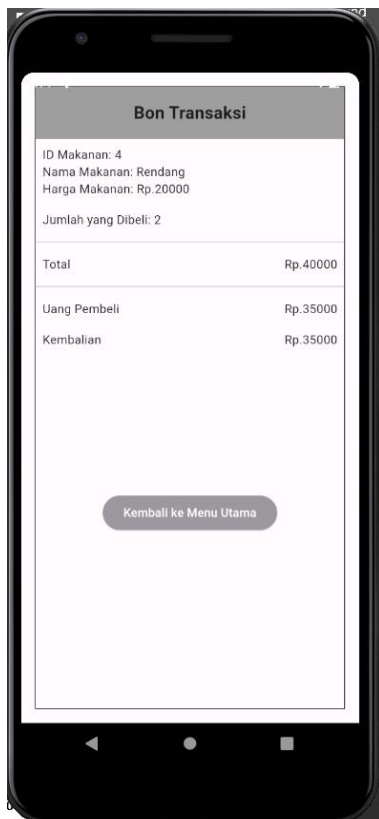 Bon Transaksi
ID Makanan: 4
Nama Makanan: Rendang
Harga Makanan: Rp.20000
Jumlah yang Dibeli: 2
Total Rp.40000
Uang Pembeli Rp.35000
Kembalian Rp.35000
Kembali ke Menu Utama